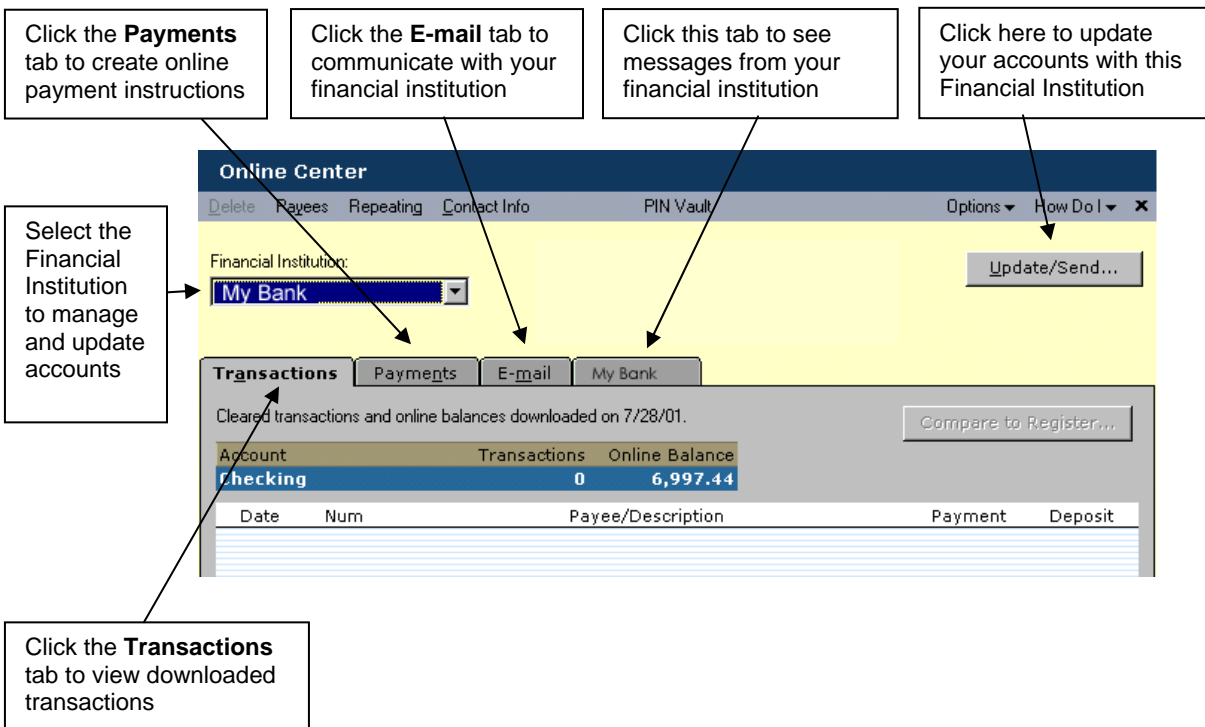 Click the Payments
tab to create online
payment instructions
Click the E-mail tab to
communicate with your
financial institution
Click this tab to see
messages from your
financial institution
Click here to update
your accounts with this
Financial Institution
Select the
Financial
Institution
to manage
and update
accounts
Online Center
Delete Payees Repeating Contact Info PIN Vault Options How Do I
Financial Institution:
My Bank
Update/Send...
Transactions Payments E-mail My Bank
Cleared transactions and online balances downloaded on 7/28/01.
Compare to Register...
Account Transactions Online Balance
Checking 0 6,997.44
Date Num Payee/Description Payment Deposit
Click the Transactions
tab to view downloaded
transactions